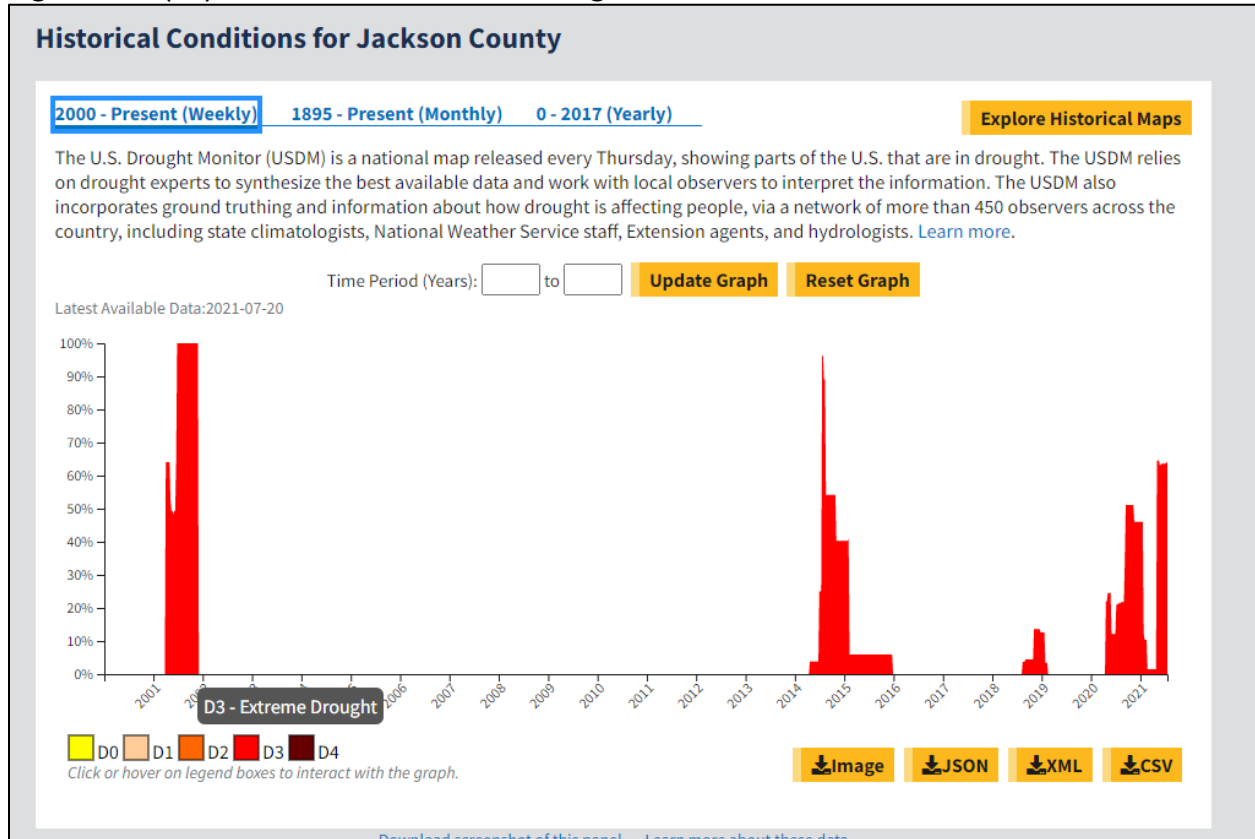 Historical Conditions for Jackson County
2000 - Present (Weekly) 1895 - Present (Monthly) 0 - 2017 (Yearly)
Explore Historical Maps
The U.S. Drought Monitor (USDM) is a national map released every Thursday, showing parts of the U.S. that are in drought. The USDM relies
on drought experts to synthesize the best available data and work with local observers to interpret the information. The USDM also
incorporates ground truthing and information about how drought is affecting people, via a network of more than 450 observers across the
country, including state climatologists, National Weather Service staff, Extension agents, and hydrologists. Learn more.
Time Period (Years): to Update Graph Reset Graph
Latest Available Data:2021-07-20
100%
90%
80%
70%
60%
50%
40%
30%
20%
10%
0%
2001 2006 2007 2008 2009 2010 2011 2012 2013 2014 2015 2016 2017 2018 2019 2020 2021
D3 - Extreme Drought
D0 D1 D2 D3 D4
Click or hover on legend boxes to interact with the graph.
Image JSON XML CSV